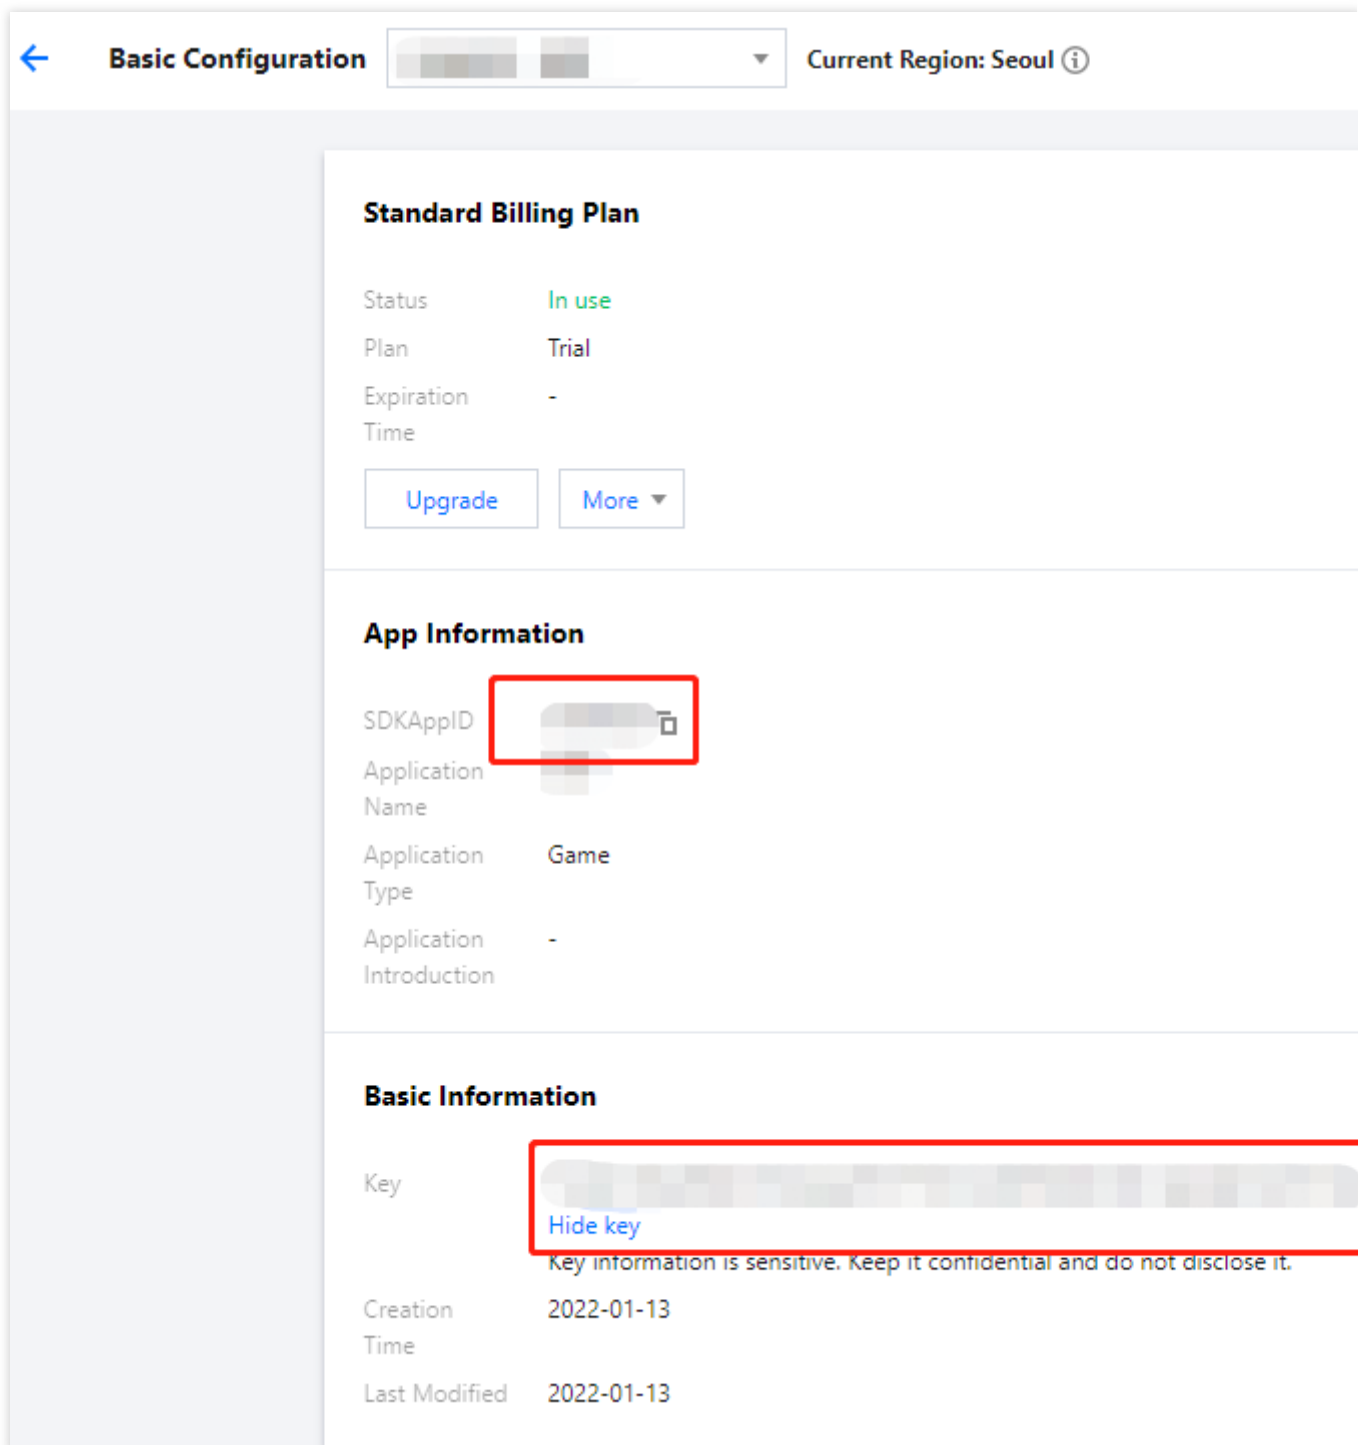 Basic Configuration
Current Region: Seoul
Standard Billing Plan
Status In use
Plan Trial
Expiration -
Time
Upgrade More
App Information
SDKAppID
Application
Name
Application Game
Type
Application -
Introduction
Basic Information
Key
Hide key
Key information is sensitive. Keep it confidential and do not disclose it.
Creation 2022-01-13
Time
Last Modified 2022-01-13